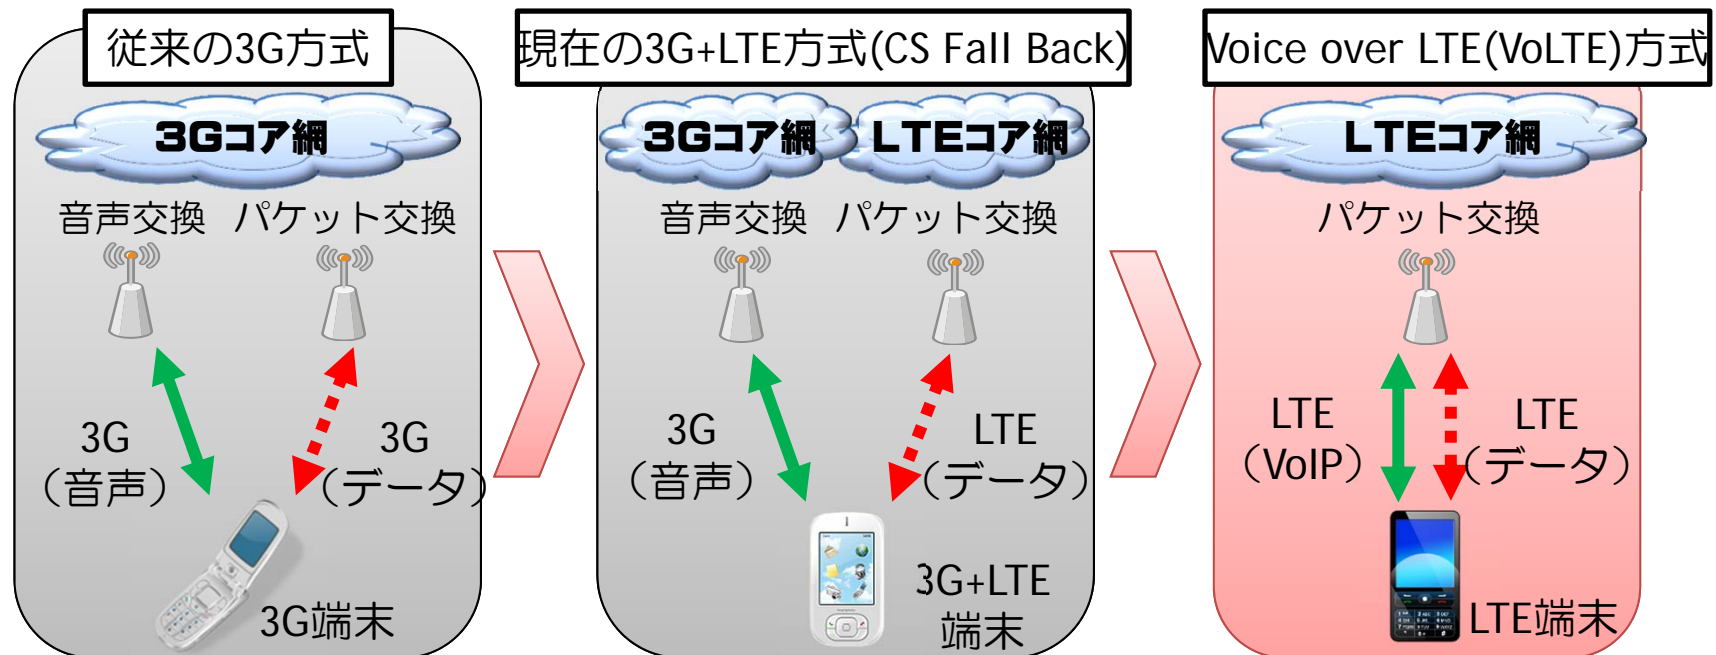 従来の3G方式
3Gコア網
音声交換 パケット交換
3G
(音声)
3G
(データ)
3G端末
現在の3G+LTE方式(CS Fall Back)
3Gコア網 LTEコア網
音声交換 パケット交換
3G
(音声)
LTE
(データ)
3G+LTE
端末
Voice over LTE(VoLTE)方式
LTEコア網
パケット交換
LTE
(VoIP)
LTE
(データ)
LTE端末